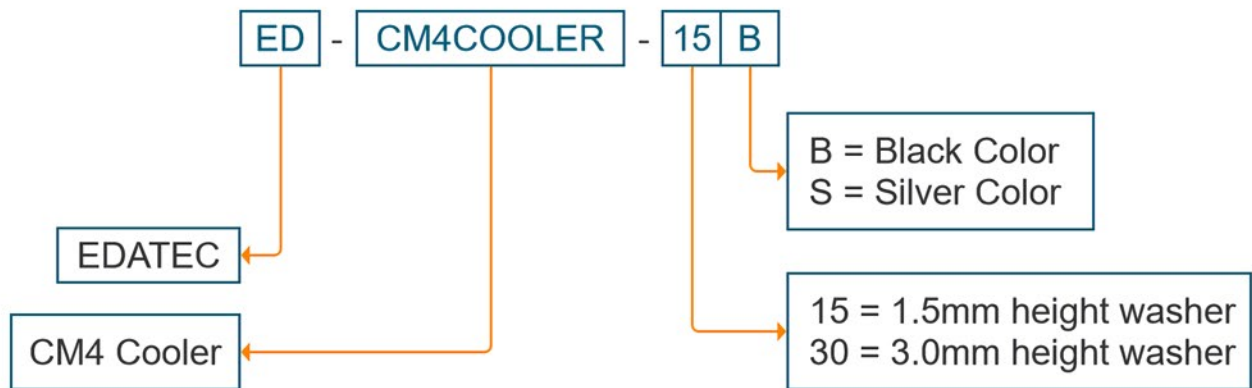 ED - CM4COOLER - 15 B
B = Black Color
S = Silver Color
EDATEC
15 = 1.5mm height washer
30 = 3.0mm height washer
CM4 Cooler